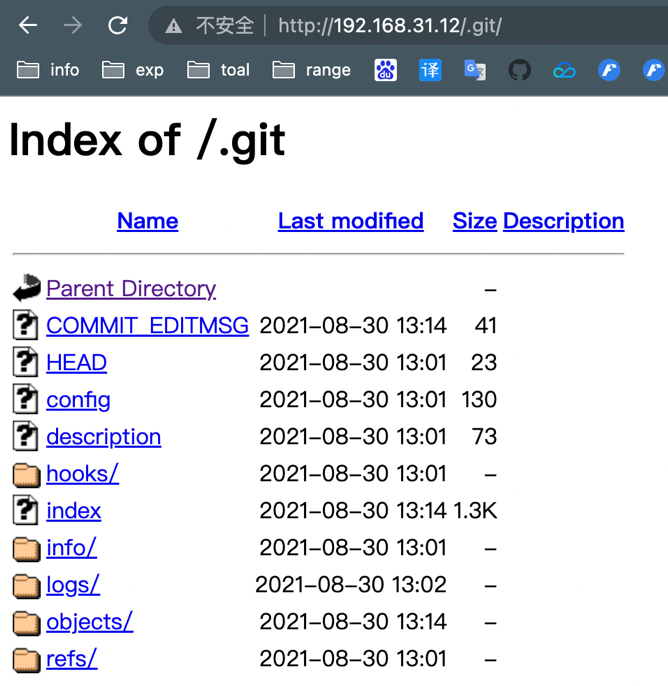 不安全 http://192.168.31.12/.git/
info exp toal range Baidu 译 G
Index of /.git
Name Last modified Size Description
Parent Directory –
COMMIT_EDITMSG 2021-08-30 13:14 41
HEAD 2021-08-30 13:01 23
config 2021-08-30 13:01 130
description 2021-08-30 13:01 73
hooks/ 2021-08-30 13:01 –
index 2021-08-30 13:14 1.3K
info/ 2021-08-30 13:01 –
logs/ 2021-08-30 13:02 –
objects/ 2021-08-30 13:14 –
refs/ 2021-08-30 13:01 –